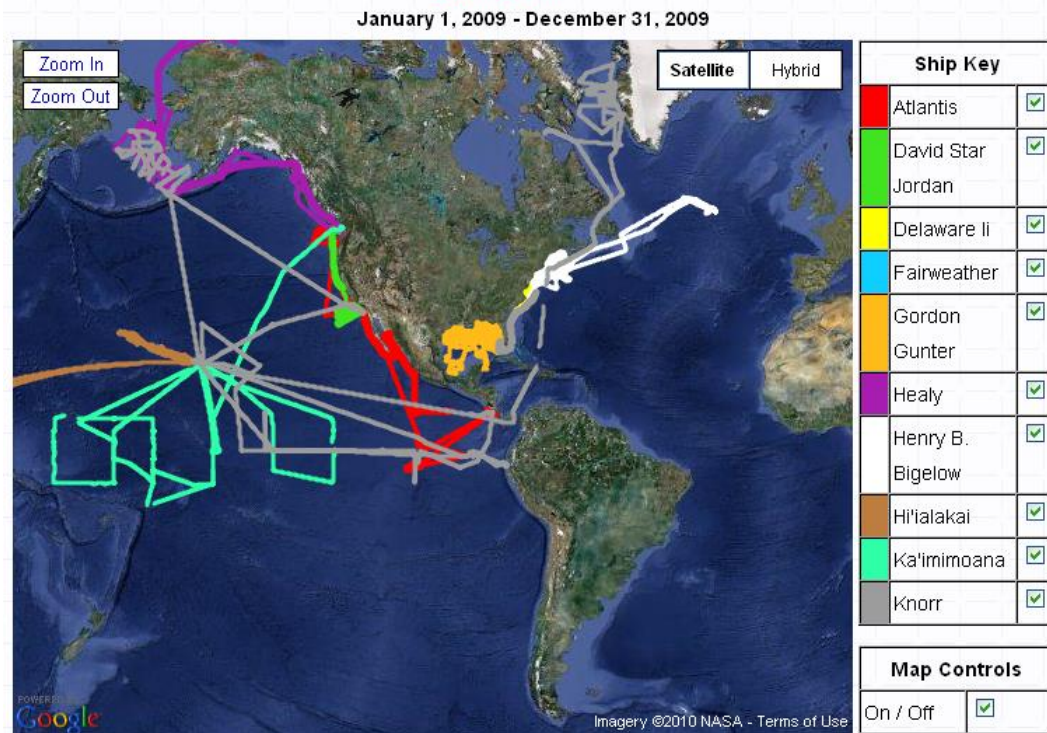 January 1, 2009 - December 31, 2009
Zoom In
Zoom Out
Satellite
Hybrid
Ship Key
Atlantis
David Star
Jordan
Delaware Ii
Fairweather
Gordon
Gunter
Healy
Henry B.
Bigelow
Hi'ialakai
Ka'imimoana
Knorr
Map Controls
On / Off
POWERED BY
Google
Imagery ©2010 NASA - Terms of Use